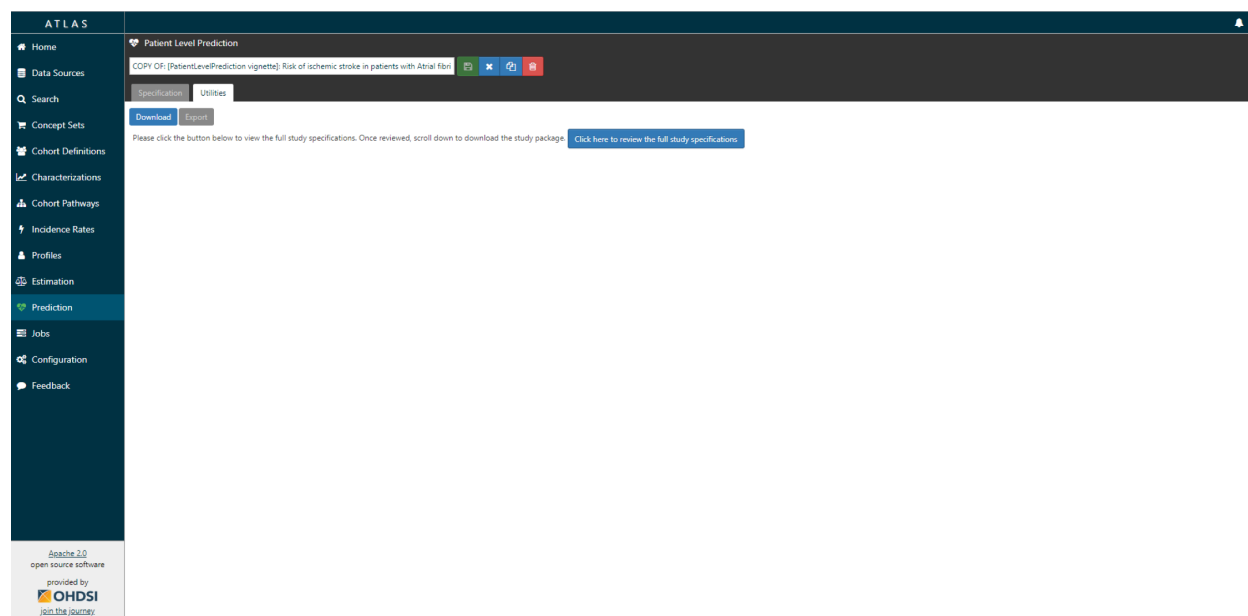 ATLAS
Home
Data Sources
Search
Concept Sets
Cohort Definitions
Characterizations
Cohort Pathways
Incidence Rates
Profiles
Estimation
Prediction
Jobs
Configuration
Feedback
Apache 2.0
open source software
provided by
OHDSI
join the journey
Patient Level Prediction
COPY OF: [PatientLevelPrediction vignette]: Risk of ischemic stroke in patients with Atrial fibri
Specification Utilities
Download Export
Please click the button below to view the full study specifications. Once reviewed, scroll down to download the study package. Click here to review the full study specifications